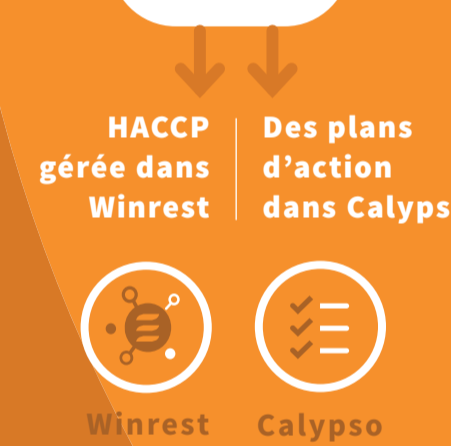 HACCP
gérée dans
Winrest
Des plans
d’action
dans Calyps
Winrest
Calypso